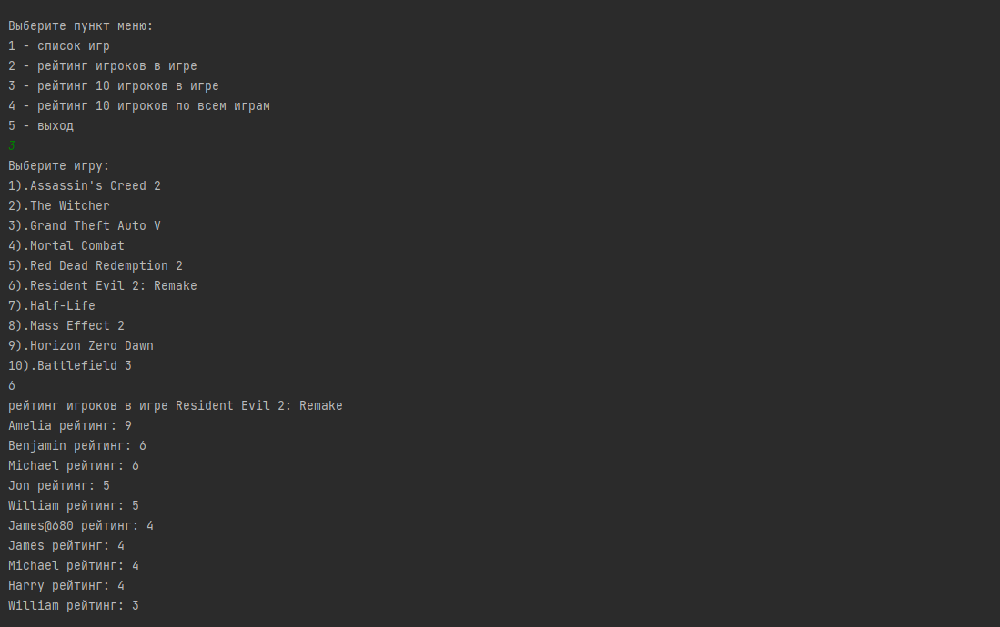 Выберите пункт меню:
1 - список игр
2 - рейтинг игроков в игре
3 - рейтинг 10 игроков в игре
4 - рейтинг 10 игроков по всем играм
5 - выход
3
Выберите игру:
1).Assassin's Creed 2
2).The Witcher
3).Grand Theft Auto V
4).Mortal Combat
5).Red Dead Redemption 2
6).Resident Evil 2: Remake
7).Half-Life
8).Mass Effect 2
9).Horizon Zero Dawn
10).Battlefield 3
6
рейтинг игроков в игре Resident Evil 2: Remake
Amelia рейтинг: 9
Benjamin рейтинг: 6
Michael рейтинг: 6
Jon рейтинг: 5
William рейтинг: 5
James@680 рейтинг: 4
James рейтинг: 4
Michael рейтинг: 4
Harry рейтинг: 4
William рейтинг: 3